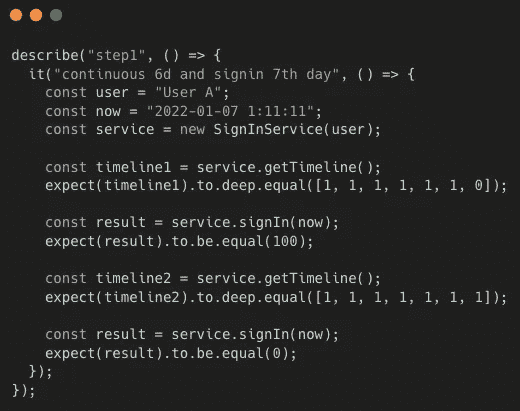 describe("step1", () => {
  it("continuous 6d and signin 7th day", () => {
    const user = "User A";
    const now = "2022-01-07 1:11:11";
    const service = new SignInService(user);

    const timeline1 = service.getTimeline();
    expect(timeline1).to.deep.equal([1, 1, 1, 1, 1, 1, 0]);

    const result = service.signIn(now);
    expect(result).to.be.equal(100);

    const timeline2 = service.getTimeline();
    expect(timeline2).to.deep.equal([1, 1, 1, 1, 1, 1, 1]);

    const result = service.signIn(now);
    expect(result).to.be.equal(0);
  });
});